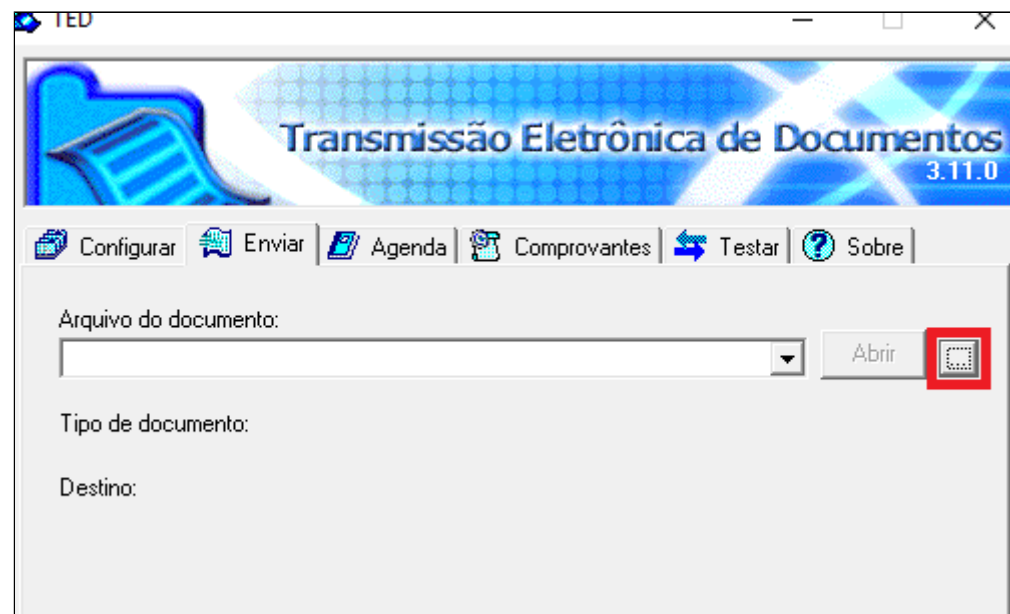 TED
Transmissão Eletrônica de Documentos
3.11.0
Configurar Enviar Agenda Comprovantes Testar Sobre
Arquivo do documento:
Abrir ...
Tipo de documento:
Destino: